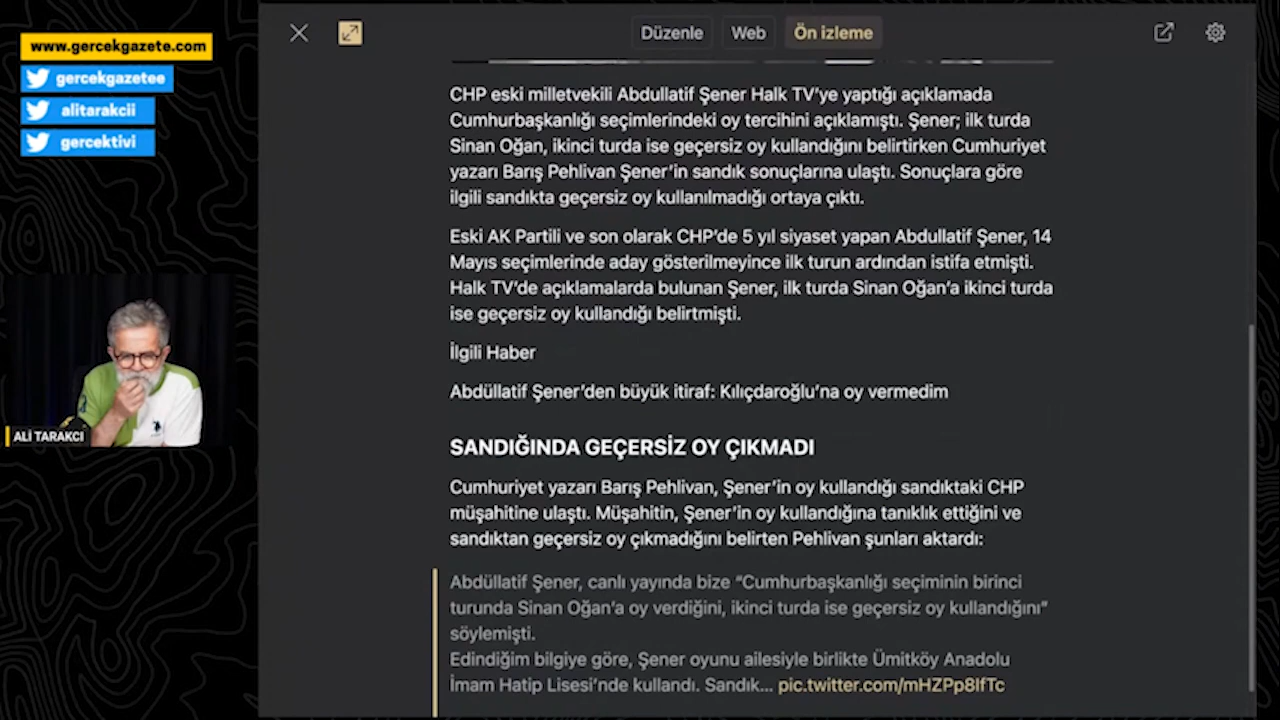 www.gercekgazete.com
gercekgazetee
alitarakcii
gercektivi
ALİ TARAKCI
Düzenle
Web
Ön izleme
CHP eski milletvekili Abdullatif Şener Halk TV’ye yaptığı açıklamada
Cumhurbaşkanlığı seçimlerindeki oy tercihini açıklamıştı. Şener; ilk turda
Sinan Oğan, ikinci turda ise geçersiz oy kullandığını belirtirken Cumhuriyet
yazarı Barış Pehlivan Şener’in sandık sonuçlarına ulaştı. Sonuçlara göre
ilgili sandıkta geçersiz oy kullanılmadığı ortaya çıktı.
Eski AK Partili ve son olarak CHP’de 5 yıl siyaset yapan Abdullatif Şener, 14
Mayıs seçimlerinde aday gösterilmeyince ilk turun ardından istifa etmişti.
Halk TV’de açıklamalarda bulunan Şener, ilk turda Sinan Oğan’a ikinci turda
ise geçersiz oy kullandığı belirtmişti.
İlgili Haber
Abdüllatif Şener’den büyük itiraf: Kılıçdaroğlu’na oy vermedim
SANDIĞINDA GEÇERSİZ OY ÇIKMADI
Cumhuriyet yazarı Barış Pehlivan, Şener’in oy kullandığı sandıktaki CHP
müşahitine ulaştı. Müşahitin, Şener’in oy kullandığına tanıklık ettiğini ve
sandıktan geçersiz oy çıkmadığını belirten Pehlivan şunları aktardı:
Abdüllatif Şener, canlı yayında bize “Cumhurbaşkanlığı seçiminin birinci
turunda Sinan Oğan’a oy verdiğini, ikinci turda ise geçersiz oy kullandığını”
söylemişti.
Edindiğim bilgiye göre, Şener oyunu ailesiyle birlikte Ümitköy Anadolu
İmam Hatip Lisesi’nde kullandı. Sandık... pic.twitter.com/mHZPp8IfTc